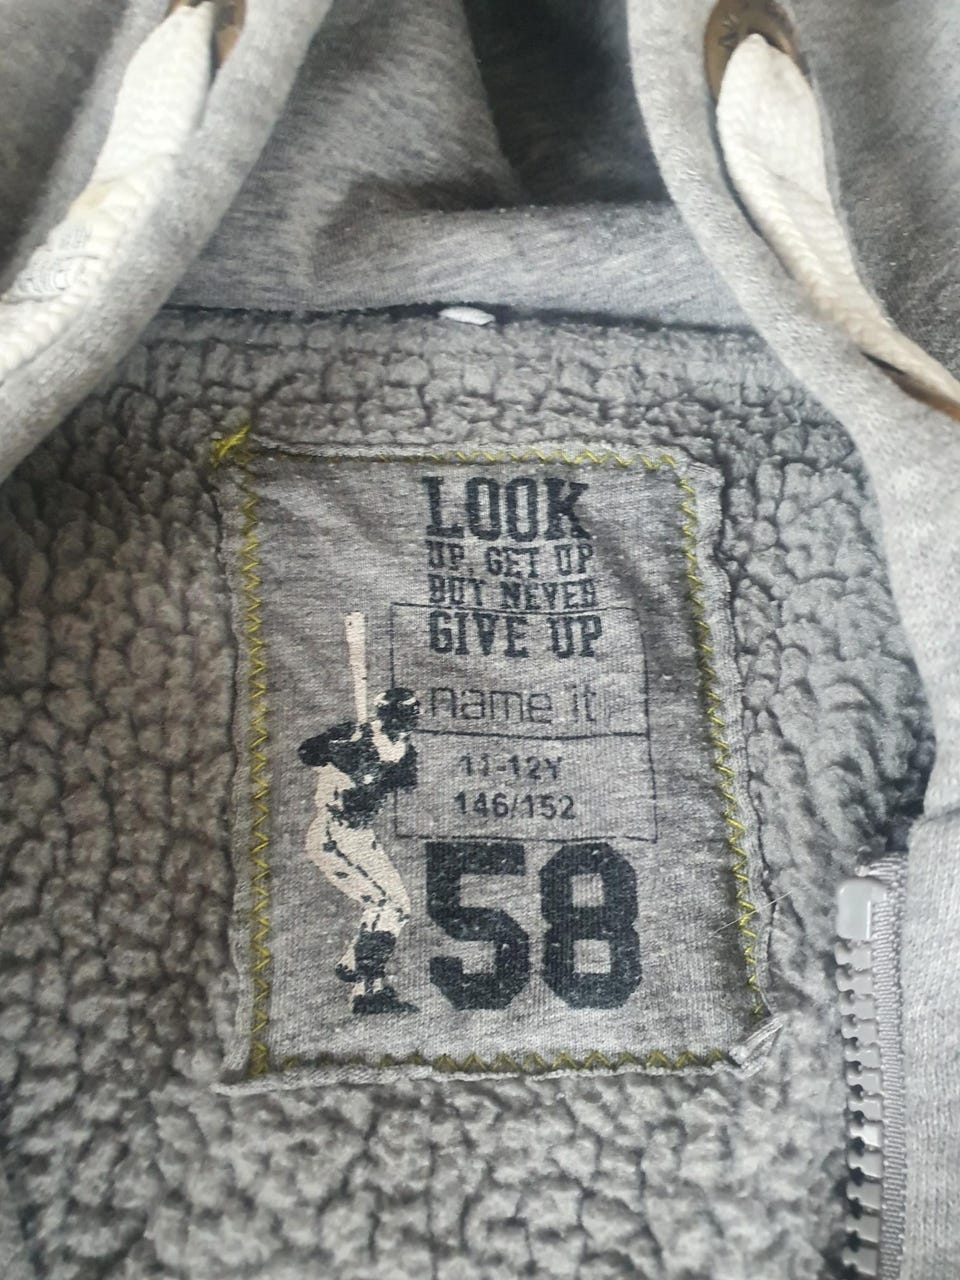 LOOK
UP, GET UP
BUT NEVER
GIVE UP
name it
11-12Y
146/152
58